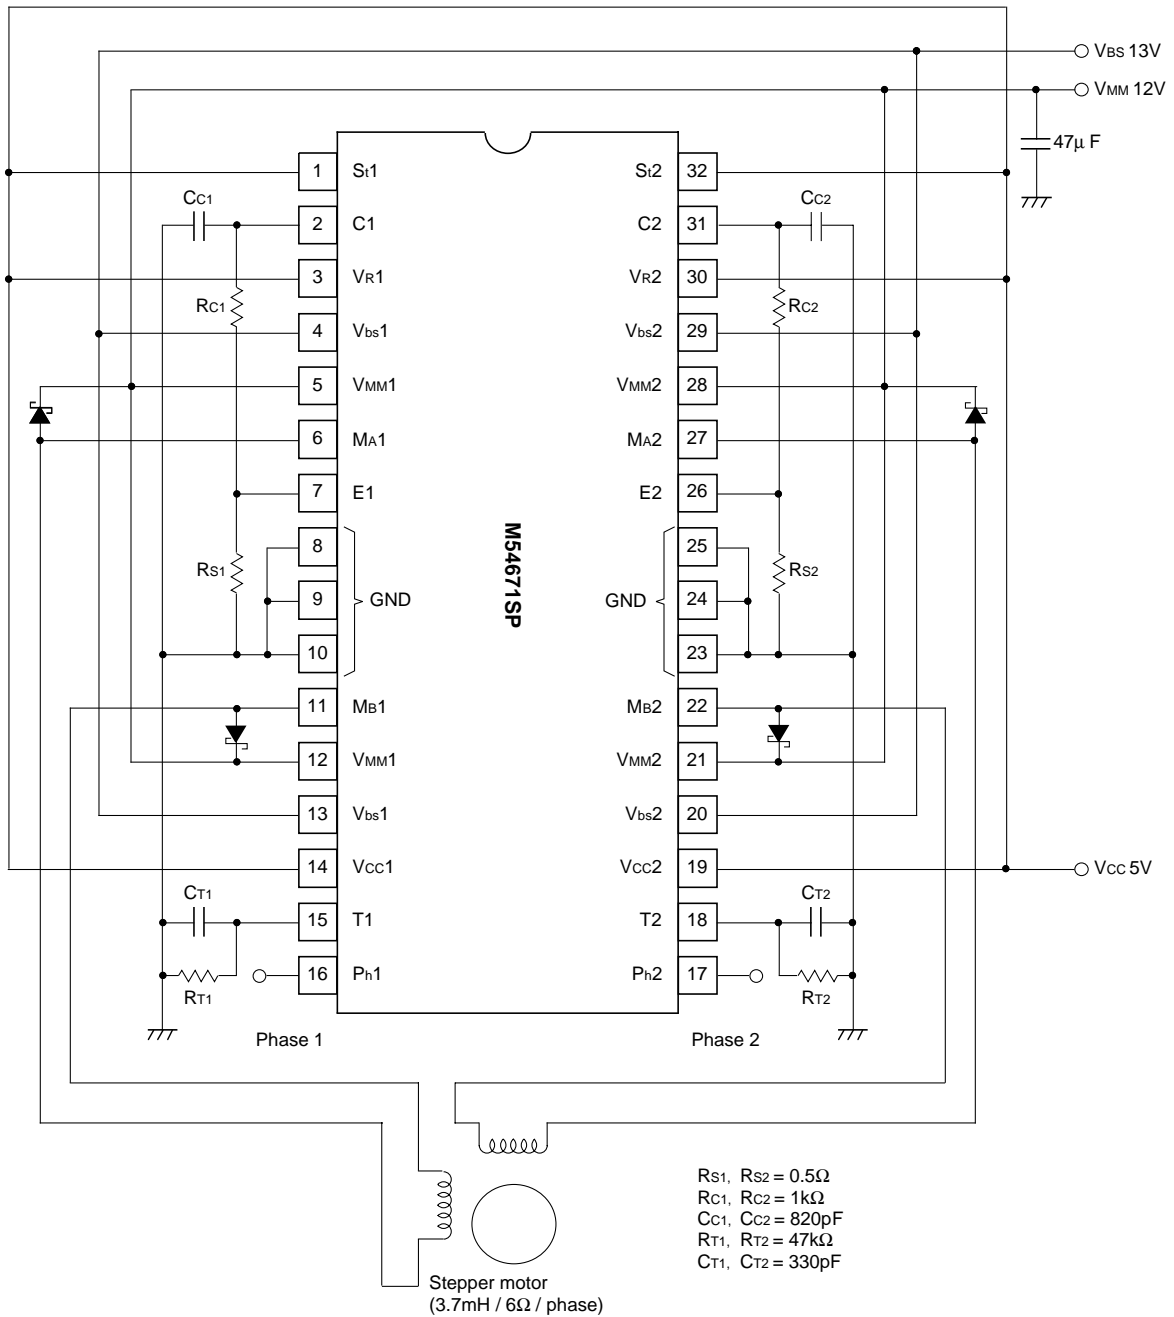 VBS 13V
VMM 12V
47μ F
1 St1 St2 32
CC1 CC2
2 C1 C2 31
3 VR1 VR2 30
RC1 RC2
4 Vbs1 Vbs2 29
5 VMM1 VMM2 28
6 MA1 MA2 27
7 E1 E2 26
M54671SP
8 25
RS1 RS2
9 GND GND 24
10 23
11 MB1 MB2 22
12 VMM1 VMM2 21
13 Vbs1 Vbs2 20
14 VCC1 VCC2 19 VCC 5V
CT1 CT2
15 T1 T2 18
16 Ph1 Ph2 17
RT1 RT2
Phase 1 Phase 2
RS1, RS2 = 0.5Ω
RC1, RC2 = 1kΩ
CC1, CC2 = 820pF
RT1, RT2 = 47kΩ
CT1, CT2 = 330pF
Stepper motor
(3.7mH / 6Ω / phase)